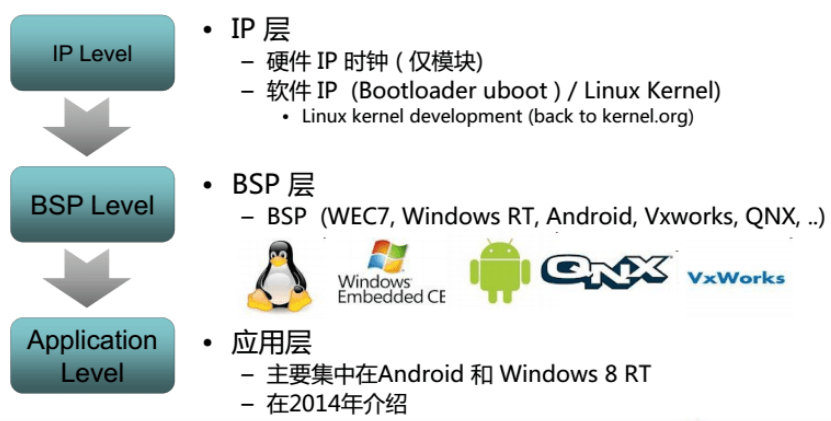 IP Level
• IP 层
– 硬件 IP 时钟 ( 仅模块)
– 软件 IP (Bootloader uboot ) / Linux Kernel)
• Linux kernel development (back to kernel.org)
BSP Level
• BSP 层
– BSP (WEC7, Windows RT, Android, Vxworks, QNX, ..)
Windows
Embedded CE
QNX
VxWorks
Application
Level
• 应用层
– 主要集中在Android 和 Windows 8 RT
– 在2014年介绍